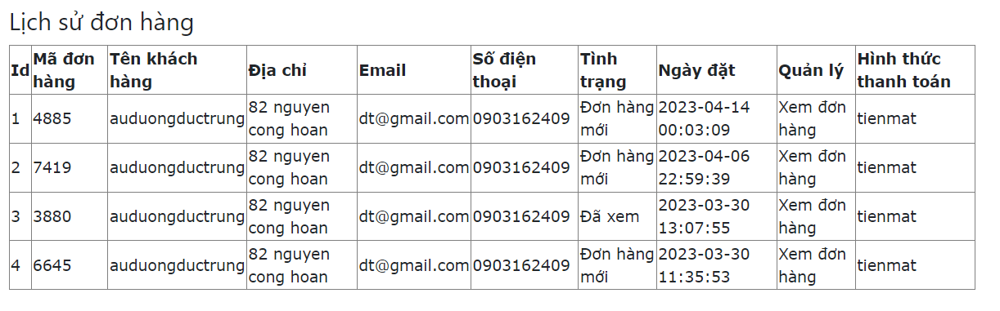 Lịch sử đơn hàng
Id Mã đơn hàng Tên khách hàng Địa chỉ Email Số điện thoại Tình trạng Ngày đặt Quản lý Hình thức thanh toán
1 4885 auduongductrung 82 nguyen cong hoan dt@gmail.com 0903162409 Đơn hàng mới 2023-04-14 00:03:09 Xem đơn hàng tienmat
2 7419 auduongductrung 82 nguyen cong hoan dt@gmail.com 0903162409 Đơn hàng mới 2023-04-06 22:59:39 Xem đơn hàng tienmat
3 3880 auduongductrung 82 nguyen cong hoan dt@gmail.com 0903162409 Đã xem 2023-03-30 13:07:55 Xem đơn hàng tienmat
4 6645 auduongductrung 82 nguyen cong hoan dt@gmail.com 0903162409 Đơn hàng mới 2023-03-30 11:35:53 Xem đơn hàng tienmat